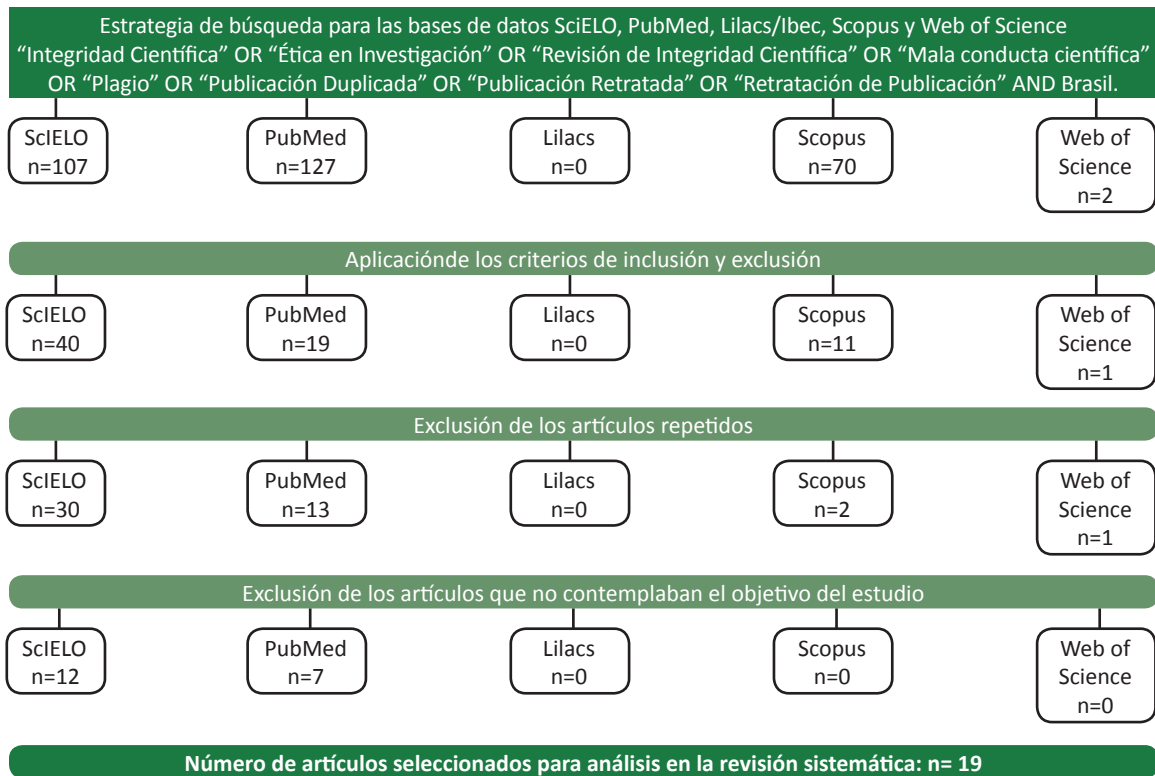 Estrategia de búsqueda para las bases de datos SciELO, PubMed, Lilacs/Ibec, Scopus y Web of Science
“Integridad Científica” OR “Ética en Investigación” OR “Revisión de Integridad Científica” OR “Mala conducta científica”
OR “Plagio” OR “Publicación Duplicada” OR “Publicación Retratada” OR “Retratación de Publicación” AND Brasil.
ScIELO
n=107
PubMed
n=127
Lilacs
n=0
Scopus
n=70
Web of
Science
n=2
Aplicaciónde los criterios de inclusión y exclusión
ScIELO
n=40
PubMed
n=19
Lilacs
n=0
Scopus
n=11
Web of
Science
n=1
Exclusión de los artículos repetidos
ScIELO
n=30
PubMed
n=13
Lilacs
n=0
Scopus
n=2
Web of
Science
n=1
Exclusión de los artículos que no contemplaban el objetivo del estudio
ScIELO
n=12
PubMed
n=7
Lilacs
n=0
Scopus
n=0
Web of
Science
n=0
Número de artículos seleccionados para análisis en la revisión sistemática: n= 19